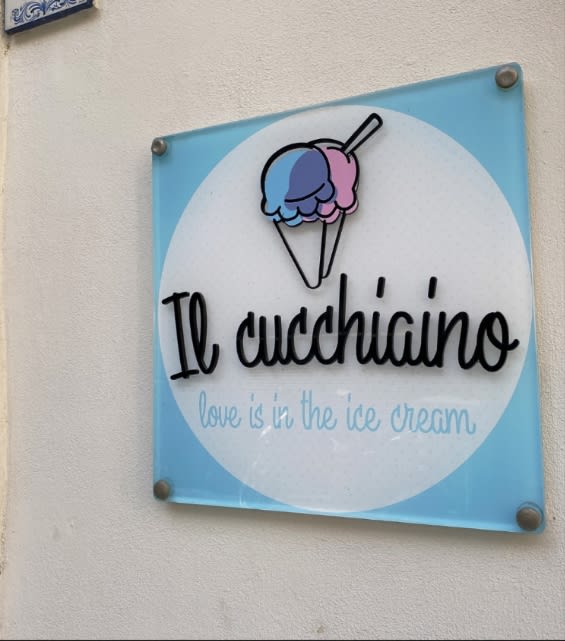 Il cucchiaino
love is in the ice cream